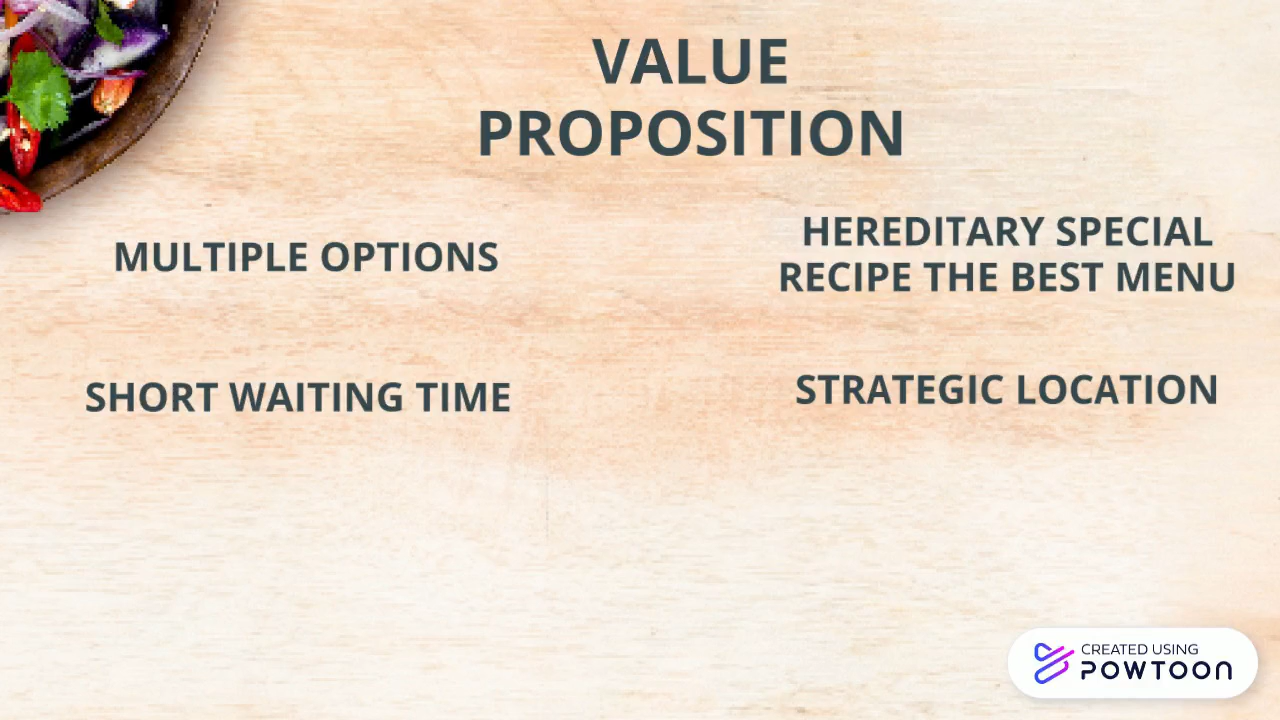 VALUE
PROPOSITION
MULTIPLE OPTIONS
HEREDITARY SPECIAL
RECIPE THE BEST MENU
SHORT WAITING TIME
STRATEGIC LOCATION
CREATED USING
POWTOON